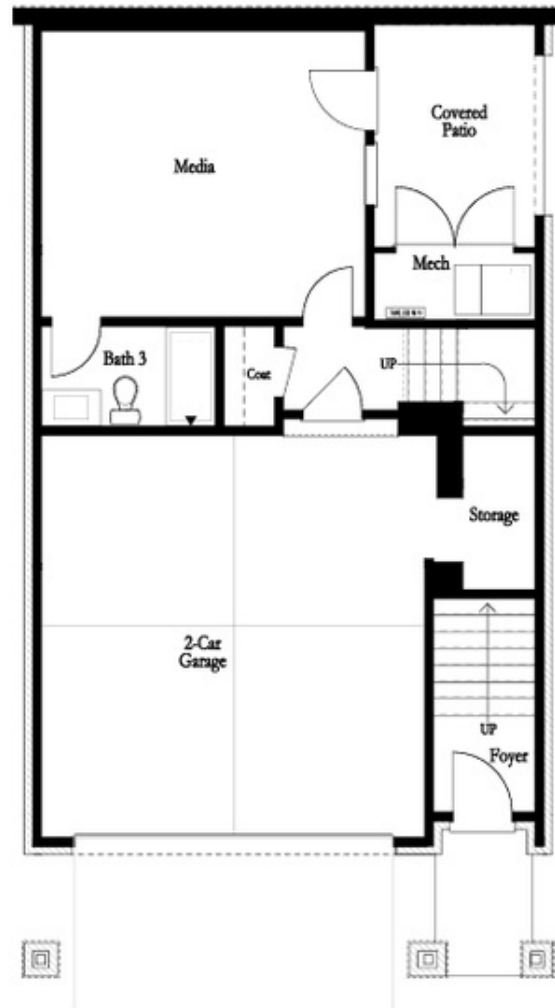 Covered
Patio
Media
Mech
Bath 3
Coat
UP
Storage
2-Car
Garage
UP
Foyer